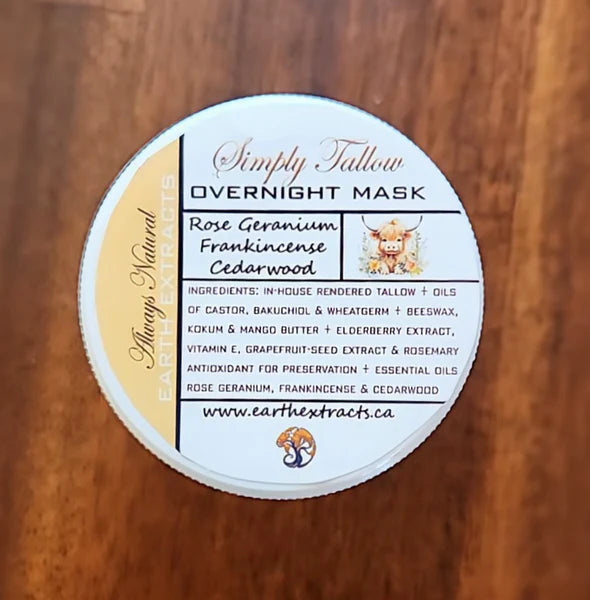 Simply Tallow
OVERNIGHT MASK
Rose Geranium
Frankincense
Cedarwood
INGREDIENTS: IN-HOUSE RENDERED TALLOW + OILS
OF CASTOR, BAKUCHIOL & WHEATGERM + BEESWAX,
KOKUM & MANGO BUTTER + ELDERBERRY EXTRACT,
VITAMIN E, GRAPEFRUIT-SEED EXTRACT & ROSEMARY
ANTIOXIDANT FOR PRESERVATION + ESSENTIAL OILS
ROSE GERANIUM, FRANKINCENSE & CEDARWOOD
www.earthextracts.ca
Always Natural
EARTH EXTRACTS